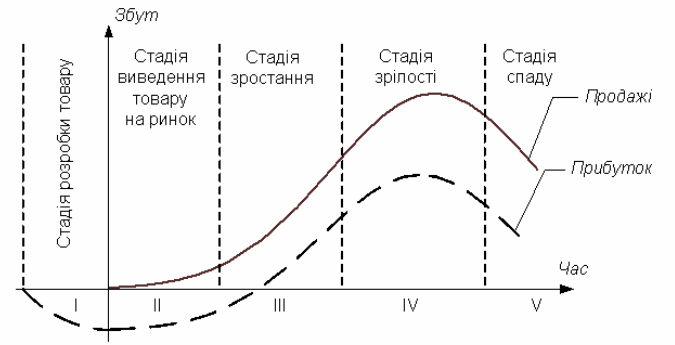 Збут
Стадія розробки товару
Стадія
виведення
товару
на ринок
Стадія
зростання
Стадія
зрілості
Стадія
спаду
Продажі
Прибуток
Час
I
II
III
IV
V